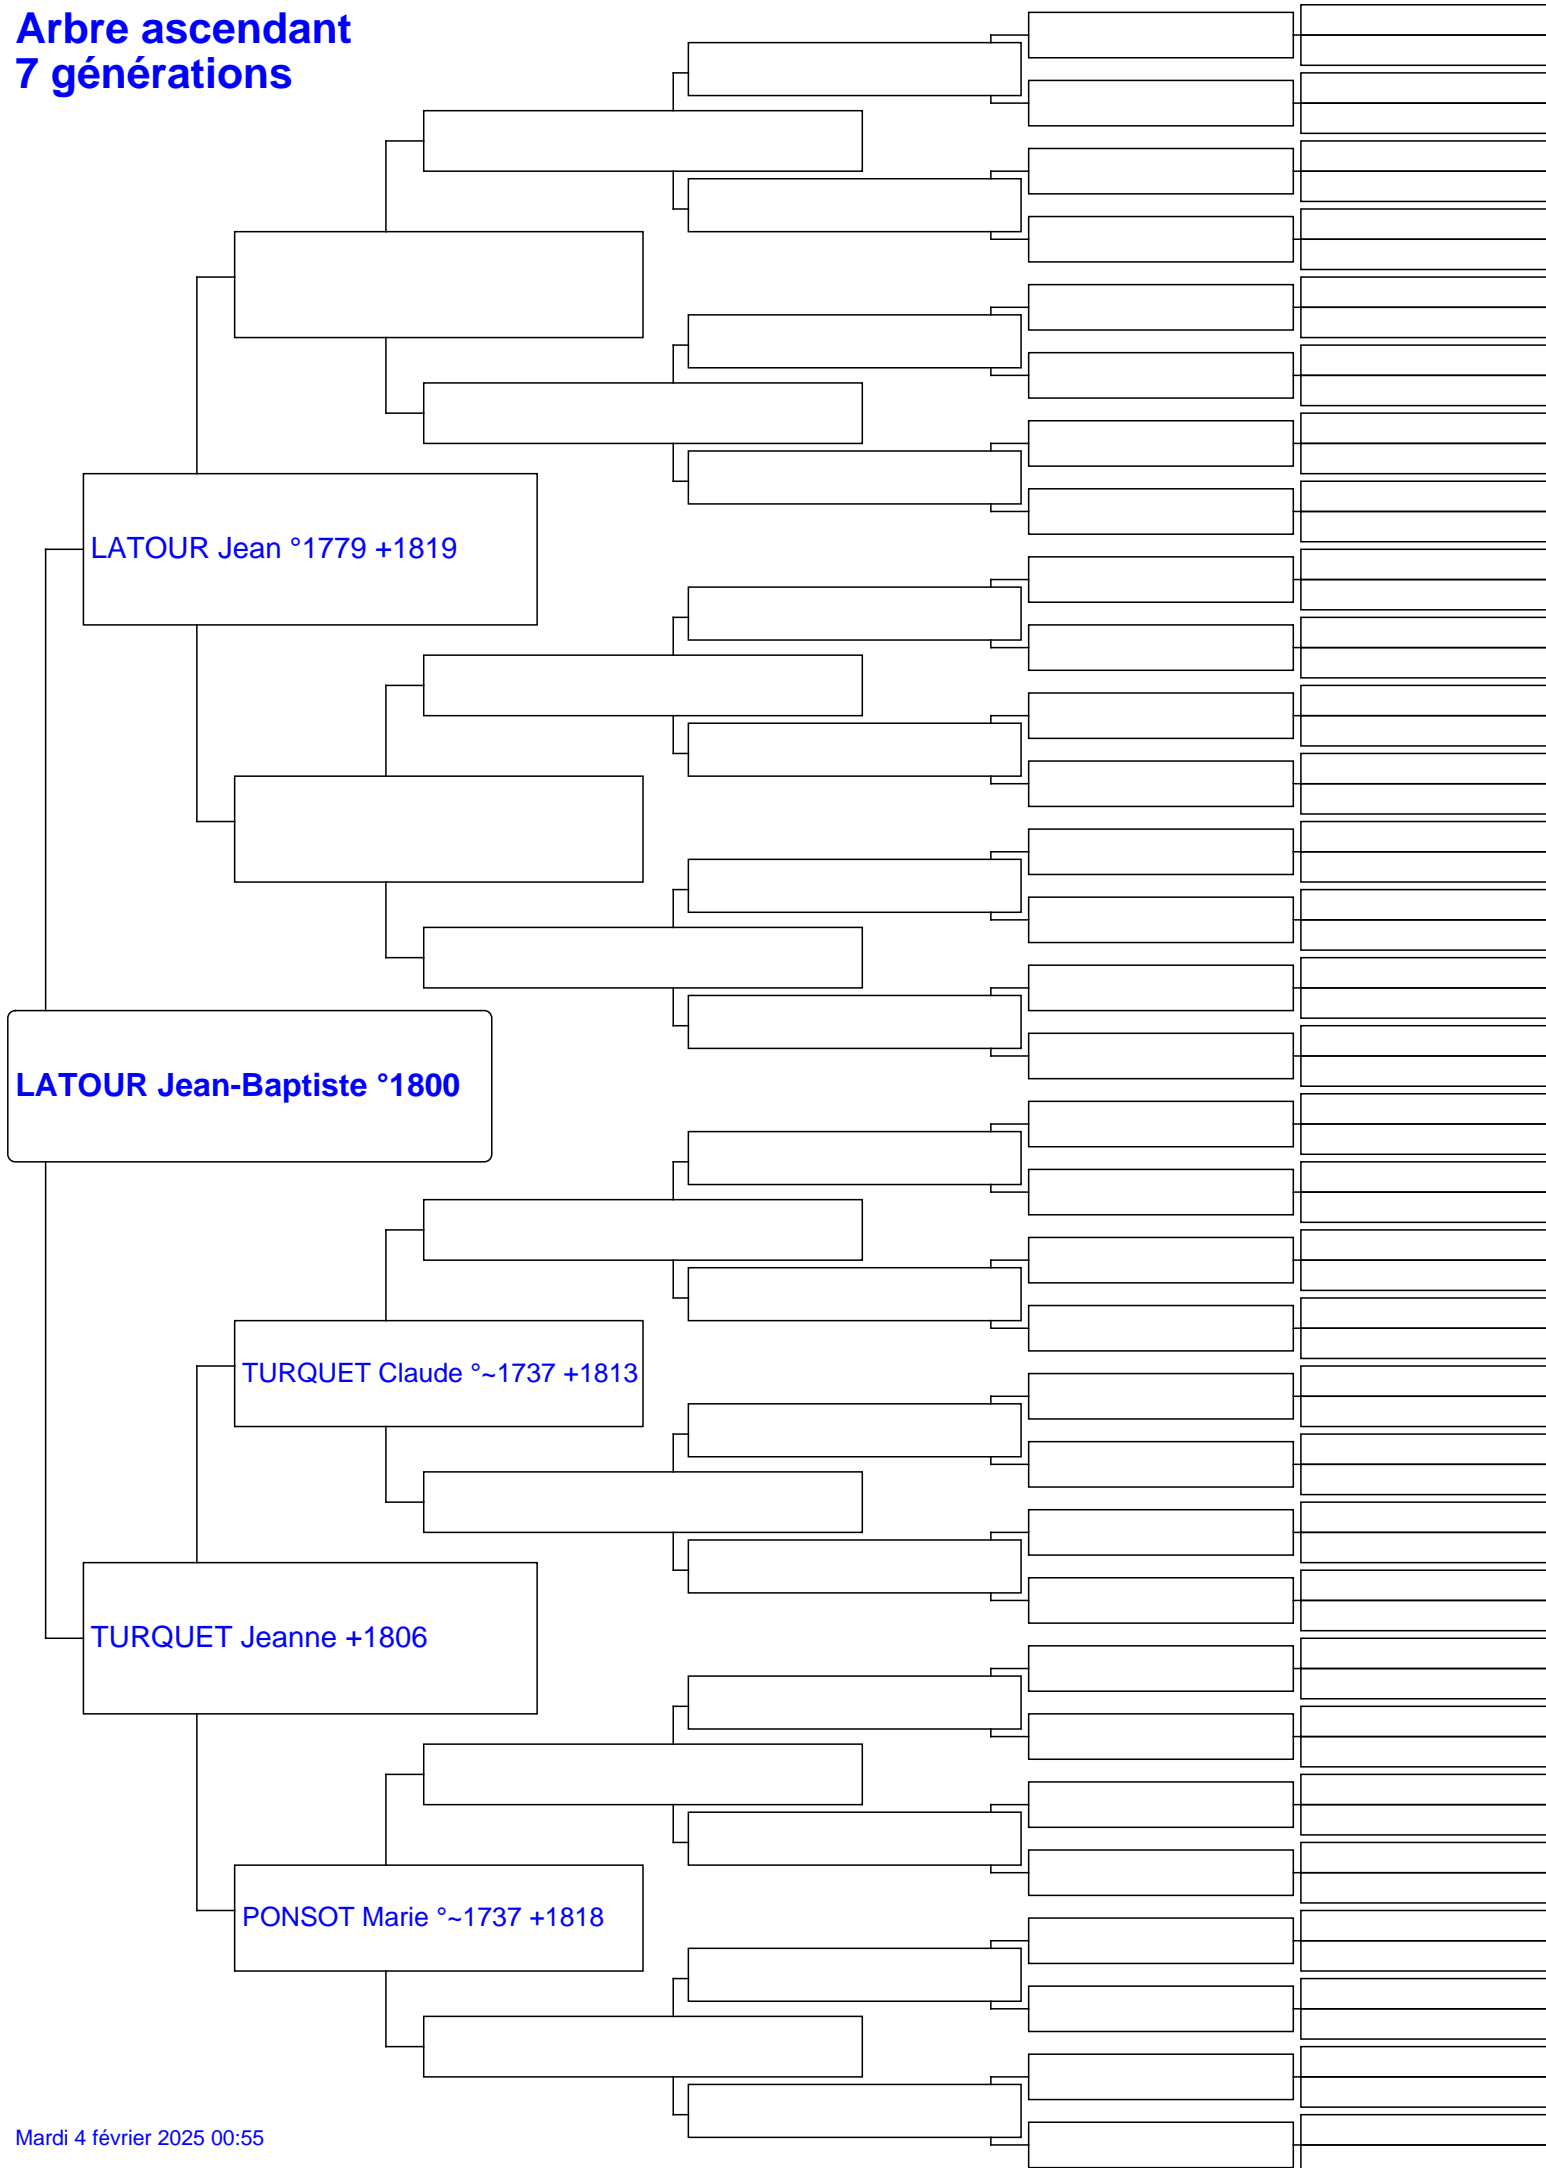 Arbre ascendant
7 générations
LATOUR Jean °1779 +1819
LATOUR Jean-Baptiste °1800
TURQUET Claude °~1737 +1813
TURQUET Jeanne +1806
PONSOT Marie °~1737 +1818
Mardi 4 février 2025 00:55